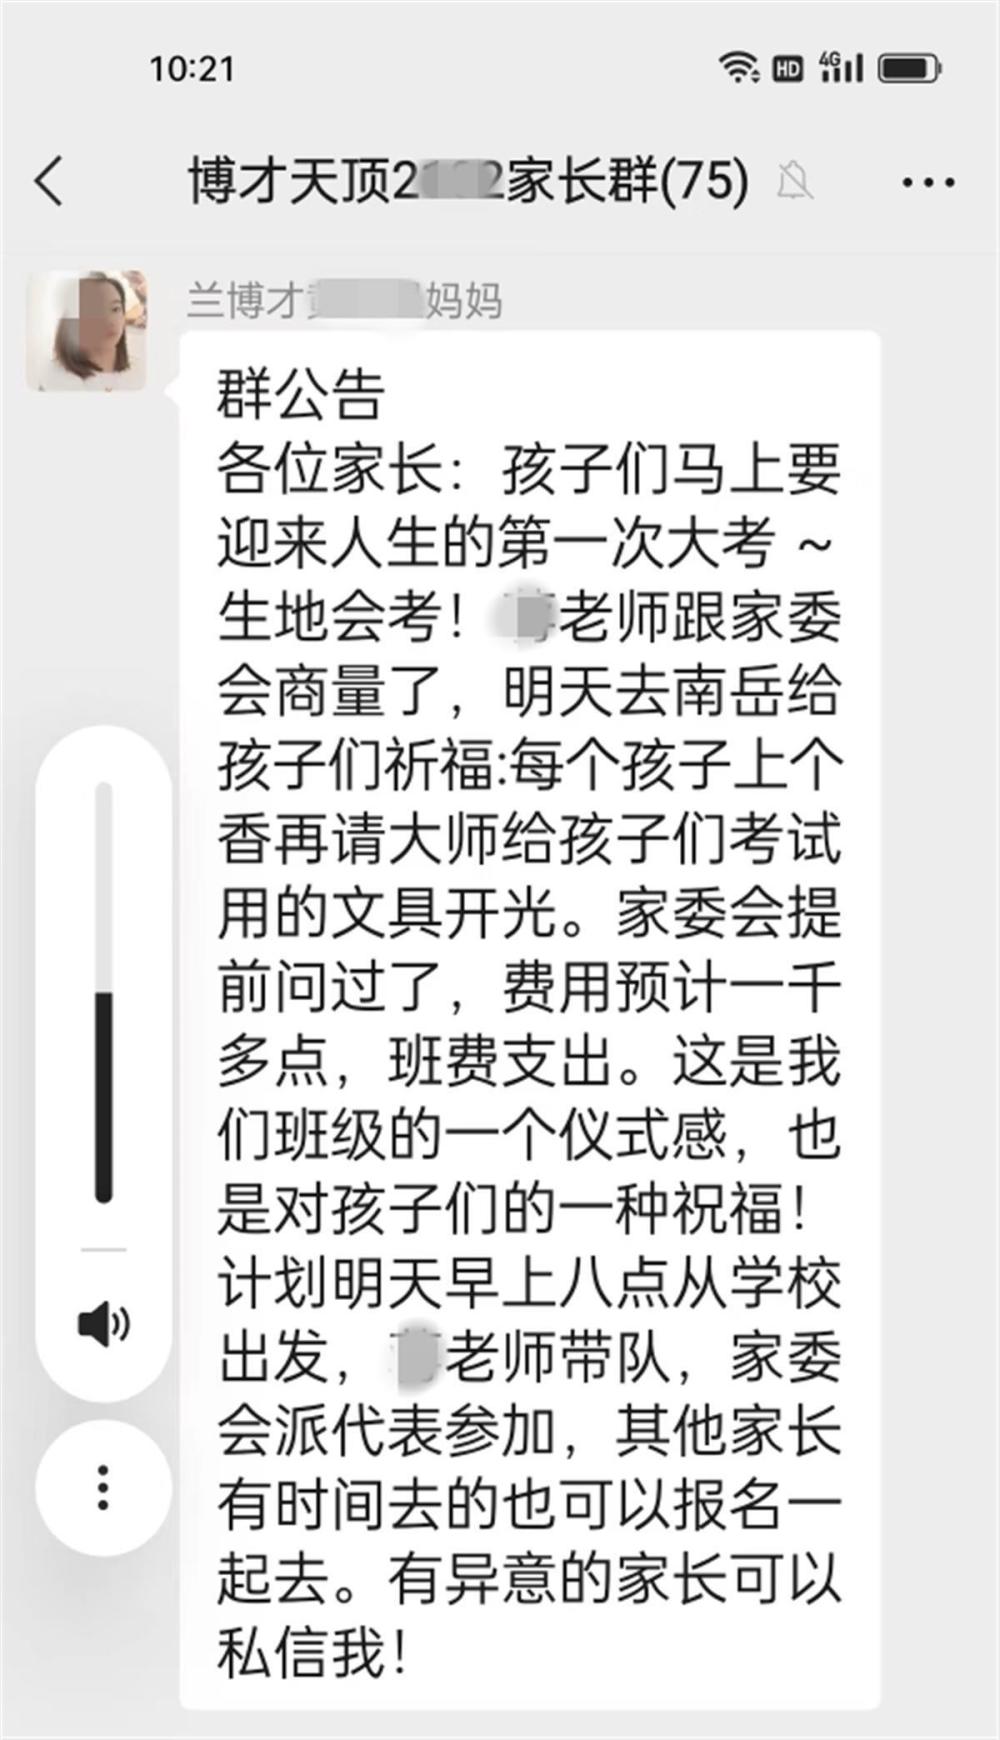 10:21
HD 4G
博才天顶2 2家长群(75)
兰博才 妈妈
群公告
各位家长：孩子们马上要
迎来人生的第一次大考 ~
生地会考！ 老师跟家委
会商量了，明天去南岳给
孩子们祈福:每个孩子上个
香再请大师给孩子们考试
用的文具开光。家委会提
前问过了，费用预计一千
多点，班费支出。这是我
们班级的一个仪式感，也
是对孩子们的一种祝福！
计划明天早上八点从学校
出发， 老师带队，家委
会派代表参加，其他家长
有时间去的也可以报名一
起去。有异意的家长可以
私信我！